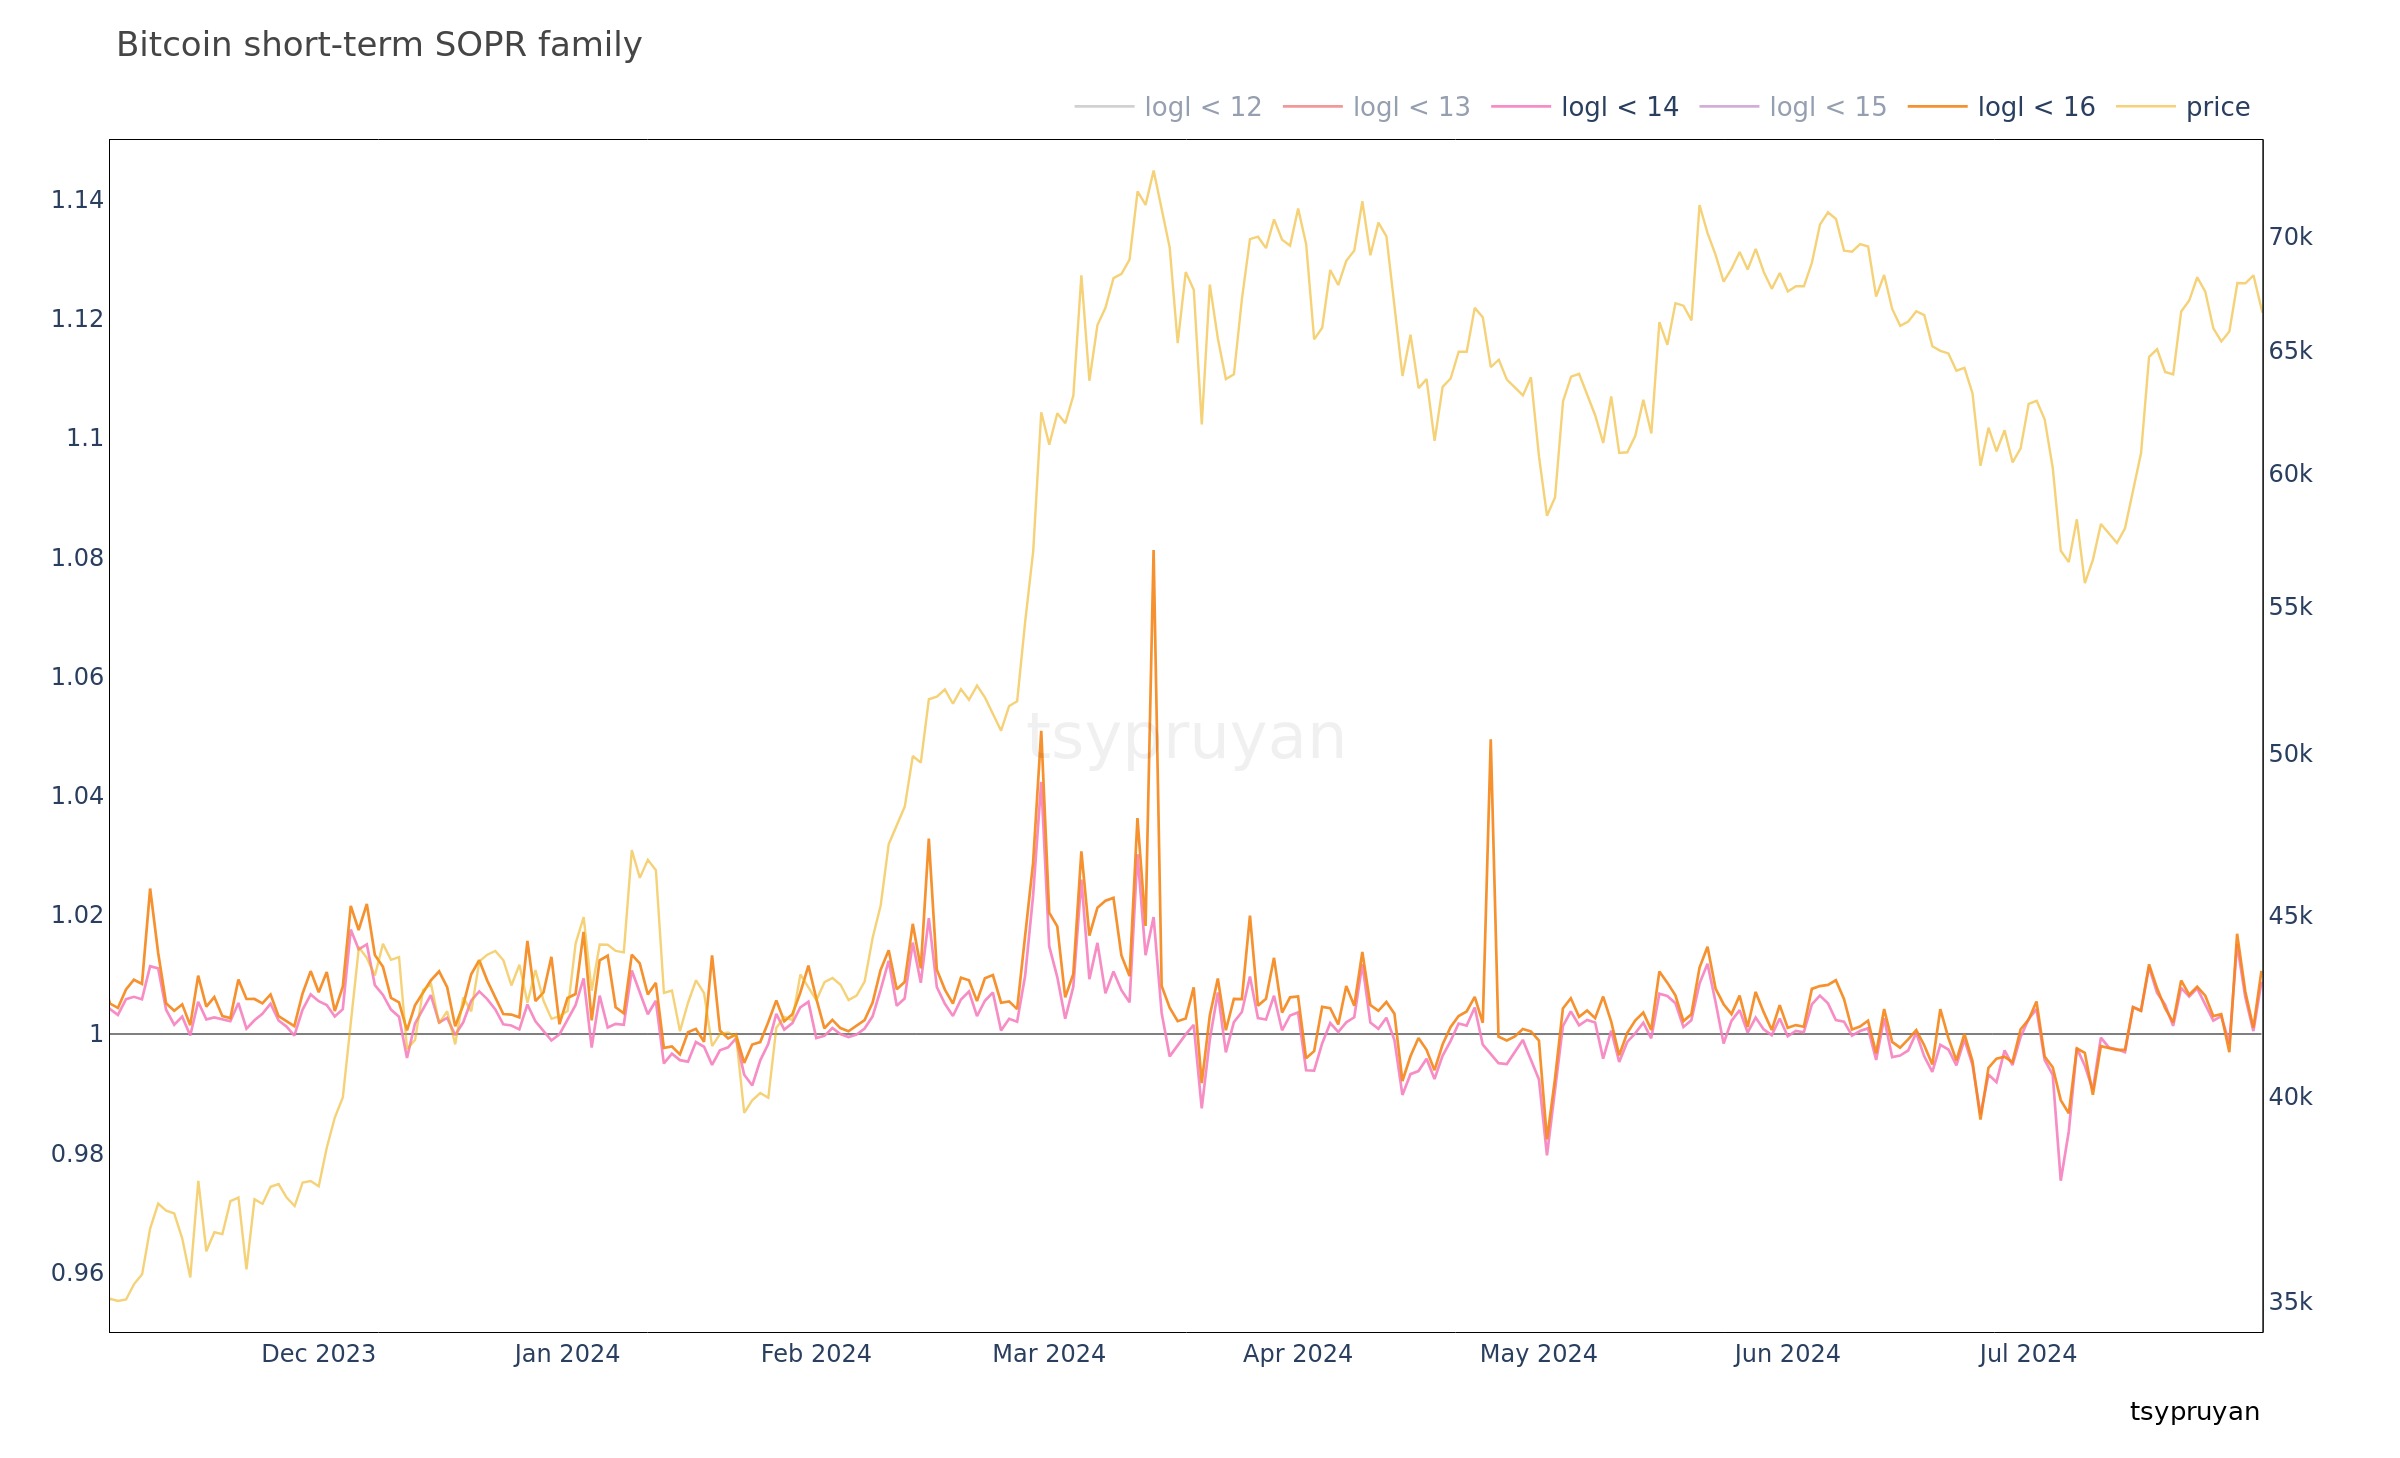 Bitcoin short-term SOPR family
logl < 12 logl < 13 logl < 14 logl < 15 logl < 16 price
1.14
1.12
1.1
1.08
1.06
1.04
1.02
1
0.98
0.96
70k
65k
60k
55k
50k
45k
40k
35k
tsypruyan
Dec 2023 Jan 2024 Feb 2024 Mar 2024 Apr 2024 May 2024 Jun 2024 Jul 2024
tsypruyan